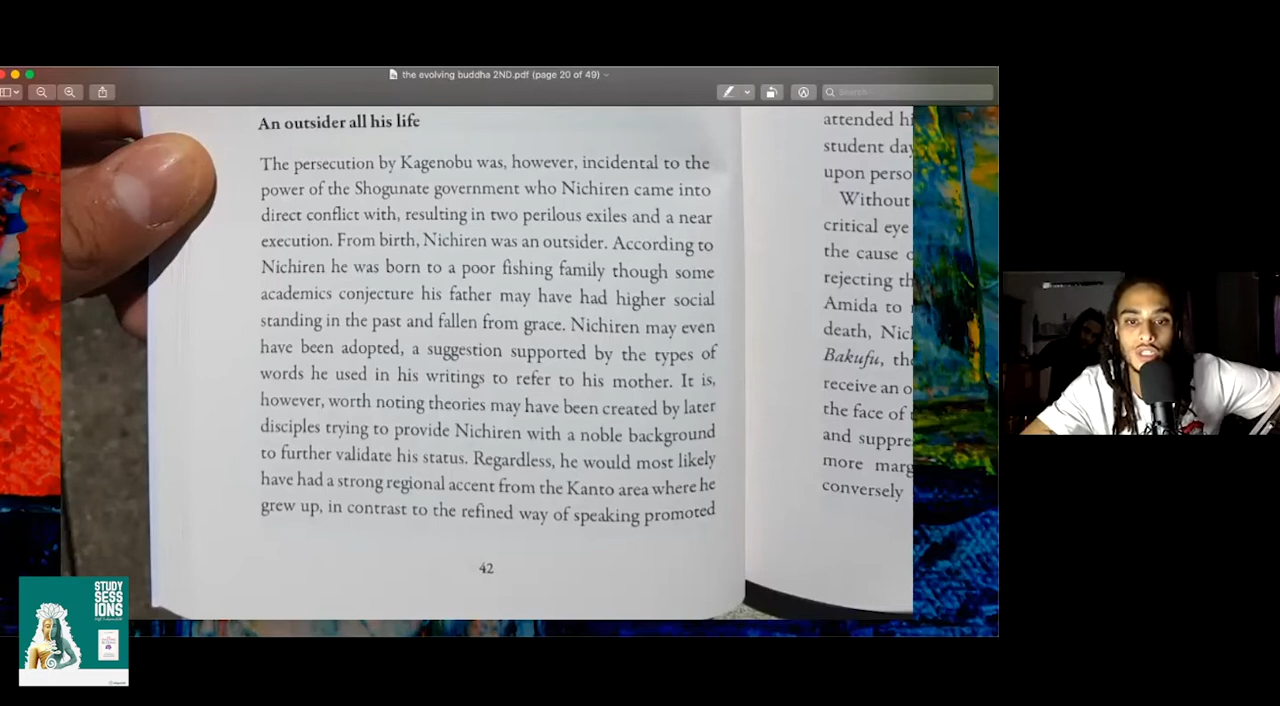 the evolving buddha 2ND.pdf (page 20 of 49)
Search
An outsider all his life
The persecution by Kagenobu was, however, incidental to the
power of the Shogunate government who Nichiren came into
direct conflict with, resulting in two perilous exiles and a near
execution. From birth, Nichiren was an outsider. According to
Nichiren he was born to a poor fishing family though some
academics conjecture his father may have had higher social
standing in the past and fallen from grace. Nichiren may even
have been adopted, a suggestion supported by the types of
words he used in his writings to refer to his mother. It is,
however, worth noting theories may have been created by later
disciples trying to provide Nichiren with a noble background
to further validate his status. Regardless, he would most likely
have had a strong regional accent from the Kanto area where he
grew up, in contrast to the refined way of speaking promoted
42
attended hi
student day
upon perso
Without
critical eye
the cause o
rejecting th
Amida to
death, Nic
Bakufu, the
receive an o
the face of
and suppre
more marg
conversely
STUDY
SESS
IONS